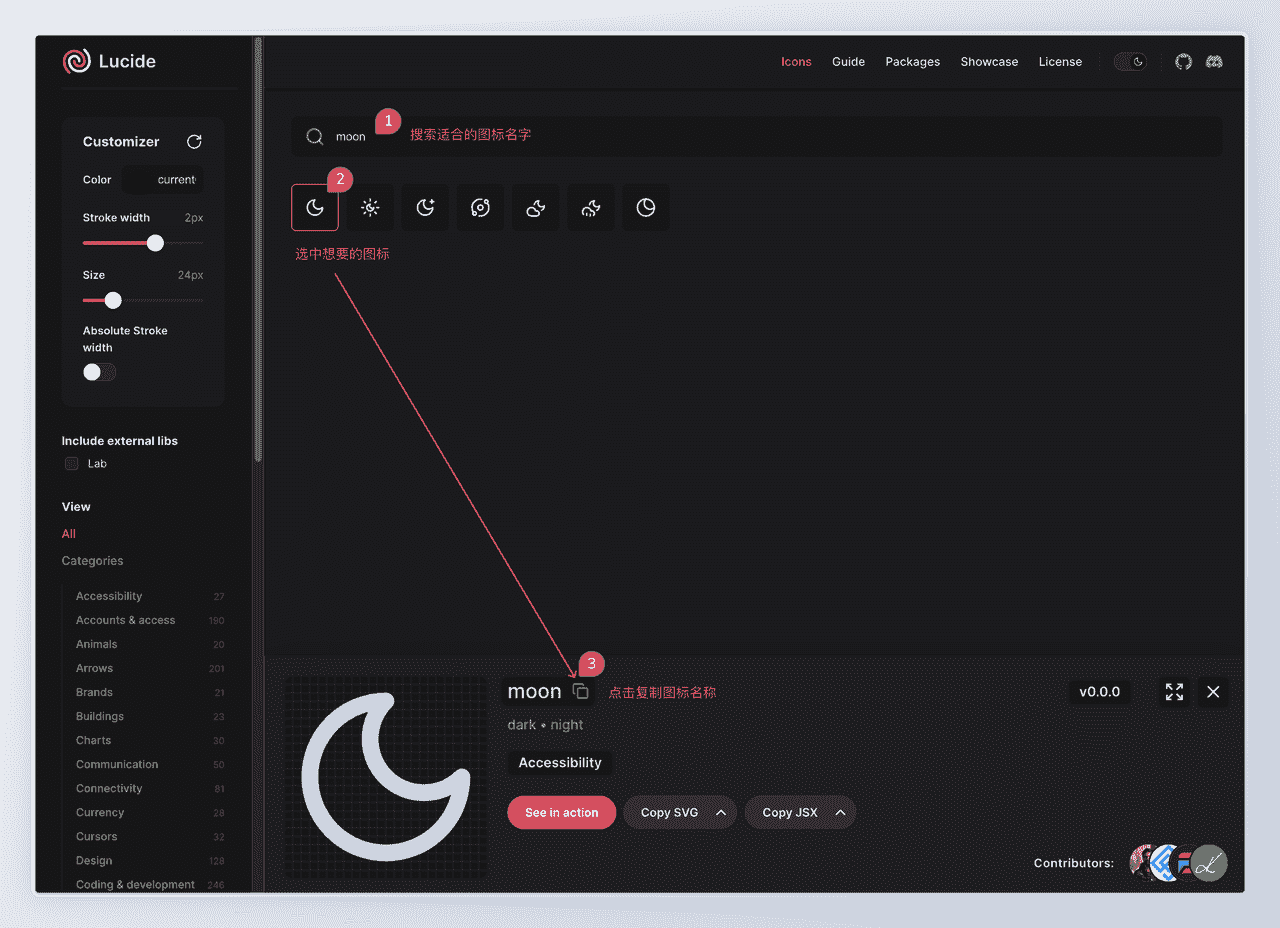 Lucide
Icons
Guide
Packages
Showcase
License
Customizer
Color
current
Stroke width
2px
Size
24px
Absolute Stroke
width
Include external libs
Lab
View
All
Categories
Accessibility 27
Accounts & access 190
Animals 20
Arrows 201
Brands 21
Buildings 23
Charts 30
Communication 50
Connectivity 81
Currency 28
Cursors 32
Design 128
Coding & development 246
moon
1
搜索适合的图标名字
2
选中想要的图标
3
moon
点击复制图标名称
v0.0.0
dark • night
Accessibility
See in action
Copy SVG
Copy JSX
Contributors: